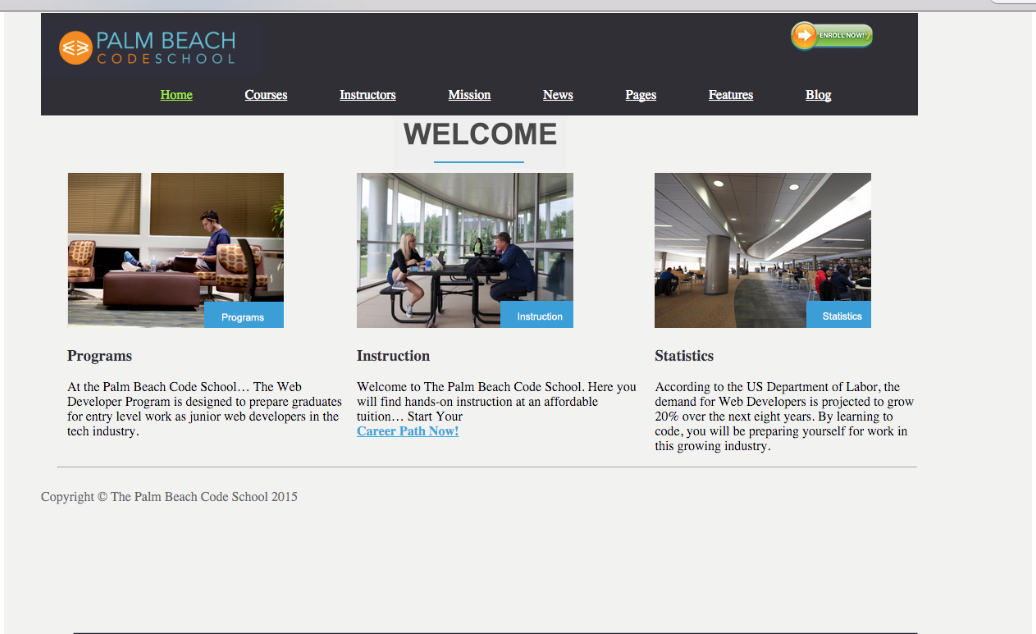 PALM BEACH
CODESCHOOL
ENROLL NOW!
Home Courses Instructors Mission News Pages Features Blog
WELCOME
Programs
Instruction
Statistics
Programs
At the Palm Beach Code School… The Web
Developer Program is designed to prepare graduates
for entry level work as junior web developers in the
tech industry.
Instruction
Welcome to The Palm Beach Code School. Here you
will find hands-on instruction at an affordable
tuition… Start Your
Career Path Now!
Statistics
According to the US Department of Labor, the
demand for Web Developers is projected to grow
20% over the next eight years. By learning to
code, you will be preparing yourself for work in
this growing industry.
Copyright © The Palm Beach Code School 2015